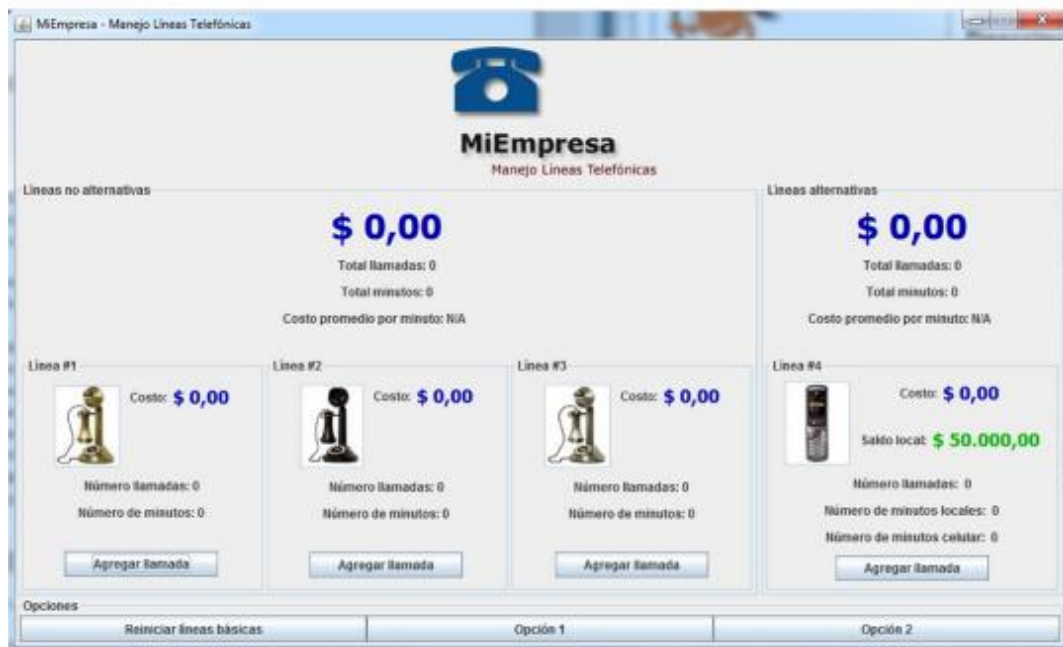 MiEmpresa - Manejo Líneas Telefónicas
MiEmpresa
Manejo Líneas Telefónicas
Líneas no alternativas
$ 0,00
Total llamadas: 0
Total minutos: 0
Costo promedio por minuto: N/A
Línea #1
Costo: $ 0,00
Número llamadas: 0
Número de minutos: 0
Agregar llamada
Línea #2
Costo: $ 0,00
Número llamadas: 0
Número de minutos: 0
Agregar llamada
Línea #3
Costo: $ 0,00
Número llamadas: 0
Número de minutos: 0
Agregar llamada
Líneas alternativas
$ 0,00
Total llamadas: 0
Total minutos: 0
Costo promedio por minuto: N/A
Línea #4
Costo: $ 0,00
Saldo local: $ 50.000,00
Número llamadas: 0
Número de minutos locales: 0
Número de minutos celular: 0
Agregar llamada
Opciones
Reiniciar líneas básicas
Opción 1
Opción 2